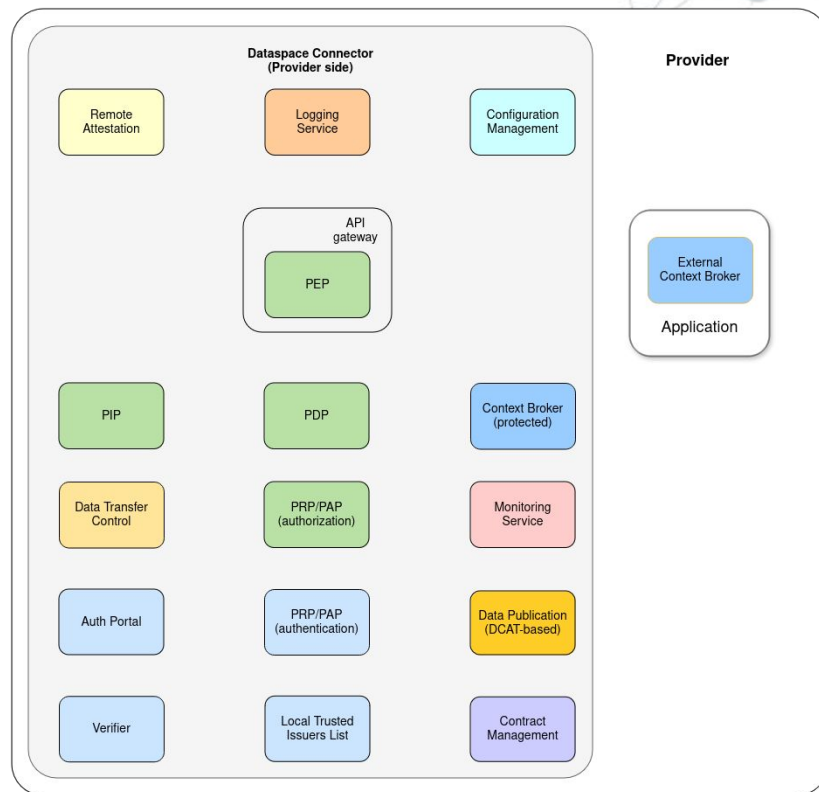 Dataspace Connector
(Provider side)
Provider
Remote
Attestation
Logging
Service
Configuration
Management
API
gateway
PEP
External
Context Broker
Application
PIP
PDP
Context Broker
(protected)
Data Transfer
Control
PRP/PAP
(authorization)
Monitoring
Service
Auth Portal
PRP/PAP
(authentication)
Data Publication
(DCAT-based)
Verifier
Local Trusted
Issuers List
Contract
Management